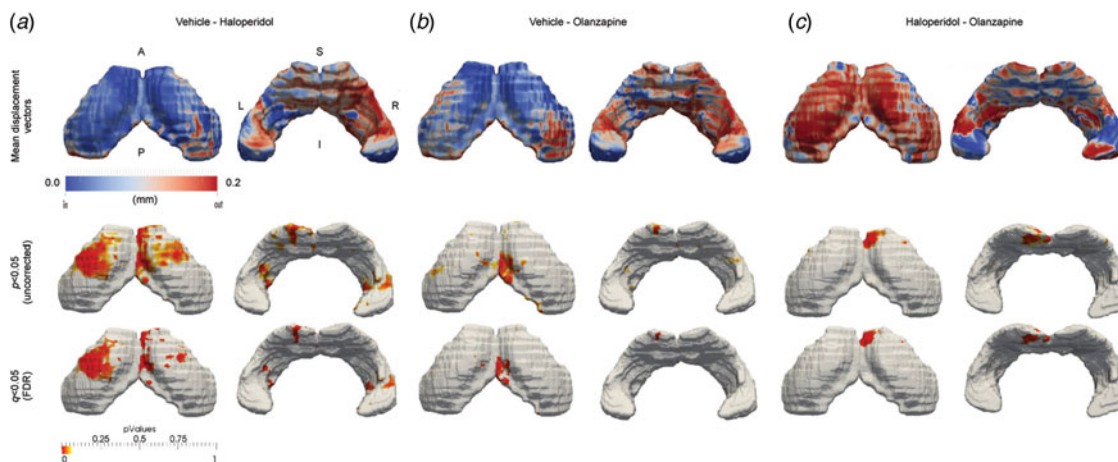 (a)
Vehicle - Haloperidol
(b)
Vehicle - Olanzapine
(c)
Haloperidol - Olanzapine
A
S
L
R
P
I
Mean displacement
vectors
0.0
0.2
(mm)
p<0.05
(uncorrected)
q<0.05
(FDR)
pValues
0.25
0.5
0.75
0
1